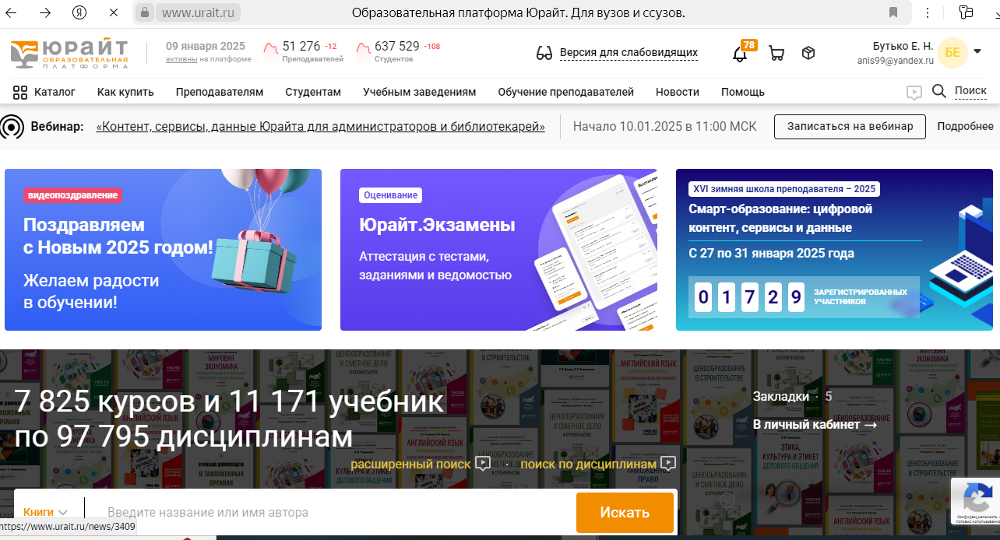 www.urait.ru
Образовательная платформа Юрайт. Для вузов и ссузов.
юрайт
ОБРАЗОВАТЕЛЬНАЯ
ПЛАТФОРМА
09 января 2025
активны на платформе
51 276 -12
Преподавателей
637 529 -108
Студентов
Версия для слабовидящих
78
Бутько Е. Н.
anis99@yandex.ru
БЕ
Каталог
Как купить
Преподавателям
Студентам
Учебным заведениям
Обучение преподавателей
Новости
Помощь
Поиск
Вебинар:
«Контент, сервисы, данные Юрайта для администраторов и библиотекарей»
Начало 10.01.2025 в 11:00 МСК
Записаться на вебинар
Подробнее
видеопоздравление
Поздравляем
с Новым 2025 годом!
Желаем радости
в обучении!
Оценивание
Юрайт.Экзамены
Аттестация с тестами,
заданиями и ведомостью
XVI зимняя школа преподавателя – 2025
Смарт-образование: цифровой
контент, сервисы и данные
С 27 по 31 января 2025 года
0 1 7 2 9
ЗАРЕГИСТРИРОВАННЫХ
УЧАСТНИКОВ
7 825 курсов и 11 171 учебник
по 97 795 дисциплинам
Закладки · 5
В личный кабинет →
расширенный поиск
·
поиск по дисциплинам
Книги
Введите название или имя автора
Искать
https://www.urait.ru/news/3409
Конфиденциальность -
Условия использования